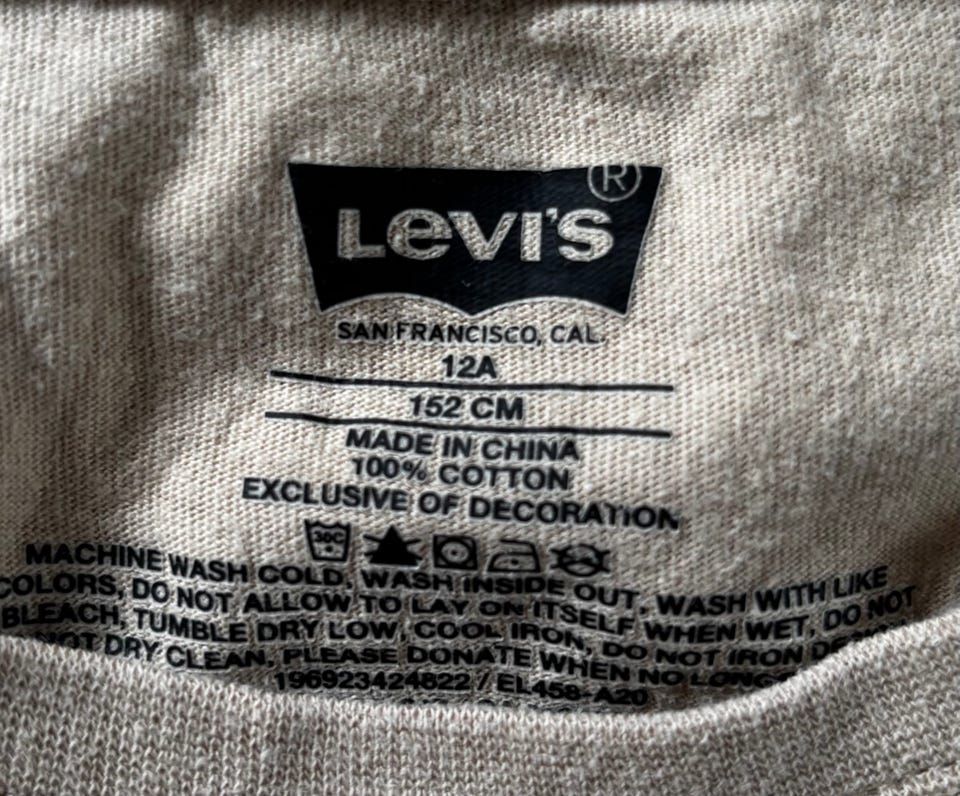 LEVI'S ®
SAN FRANCISCO, CAL.
12A
152 CM
MADE IN CHINA
100% COTTON
EXCLUSIVE OF DECORATION
30C
MACHINE WASH COLD, WASH INSIDE OUT, WASH WITH LIKE
COLORS, DO NOT ALLOW TO LAY ON ITSELF WHEN WET, DO NOT
BLEACH, TUMBLE DRY LOW, COOL IRON, DO NOT IRON
NOT DRY CLEAN. PLEASE DONATE WHEN NO
196923424822 / EL458-A20